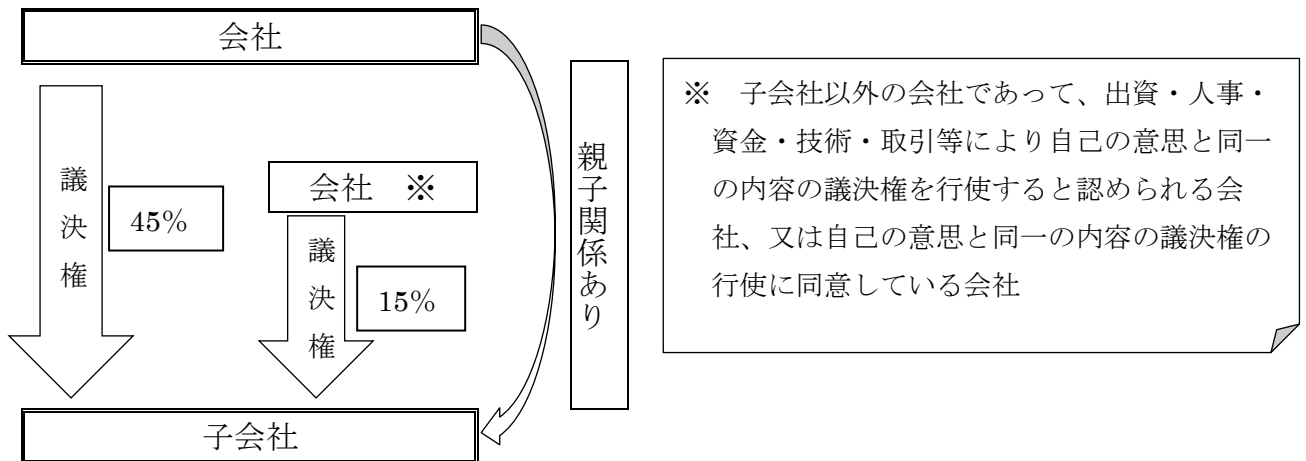 会社
議決権
45%
会社　※
議決権
15%
親子関係あり
子会社
※　子会社以外の会社であって、出資・人事・
資金・技術・取引等により自己の意思と同一
の内容の議決権を行使すると認められる会
社、又は自己の意思と同一の内容の議決権の
行使に同意している会社